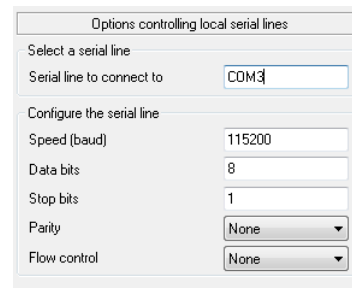 Options controlling local serial lines
Select a serial line
Serial line to connect to COM3
Configure the serial line
Speed (baud) 115200
Data bits 8
Stop bits 1
Parity None
Flow control None